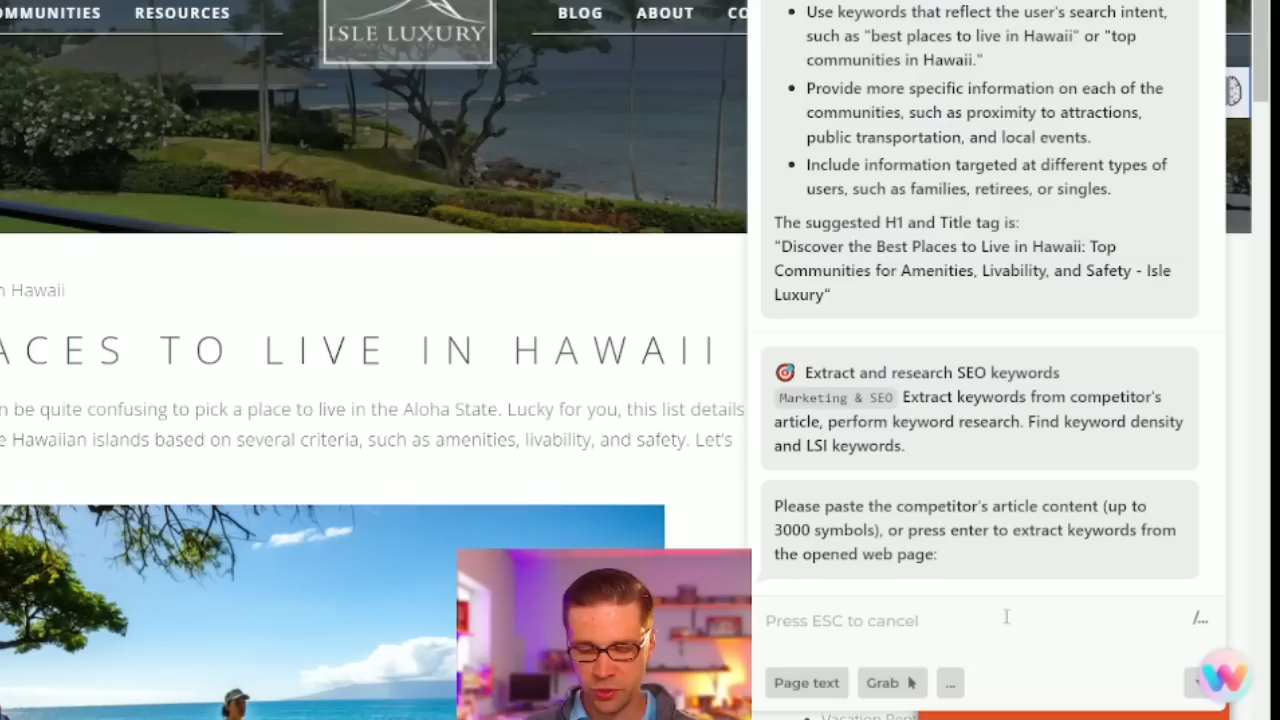 OMMUNITIES RESOURCES
ISLE LUXURY
BLOG ABOUT CO
n Hawaii
ACES TO LIVE IN HAWAII
n be quite confusing to pick a place to live in the Aloha State. Lucky for you, this list details
e Hawaiian islands based on several criteria, such as amenities, livability, and safety. Let's
• Use keywords that reflect the user's search intent,
such as "best places to live in Hawaii" or "top
communities in Hawaii."
• Provide more specific information on each of the
communities, such as proximity to attractions,
public transportation, and local events.
• Include information targeted at different types of
users, such as families, retirees, or singles.
The suggested H1 and Title tag is:
"Discover the Best Places to Live in Hawaii: Top
Communities for Amenities, Livability, and Safety - Isle
Luxury"
Extract and research SEO keywords
Marketing & SEO Extract keywords from competitor's
article, perform keyword research. Find keyword density
and LSI keywords.
Please paste the competitor's article content (up to
3000 symbols), or press enter to extract keywords from
the opened web page:
Press ESC to cancel /...
Page text Grab ...
Vacation Rent